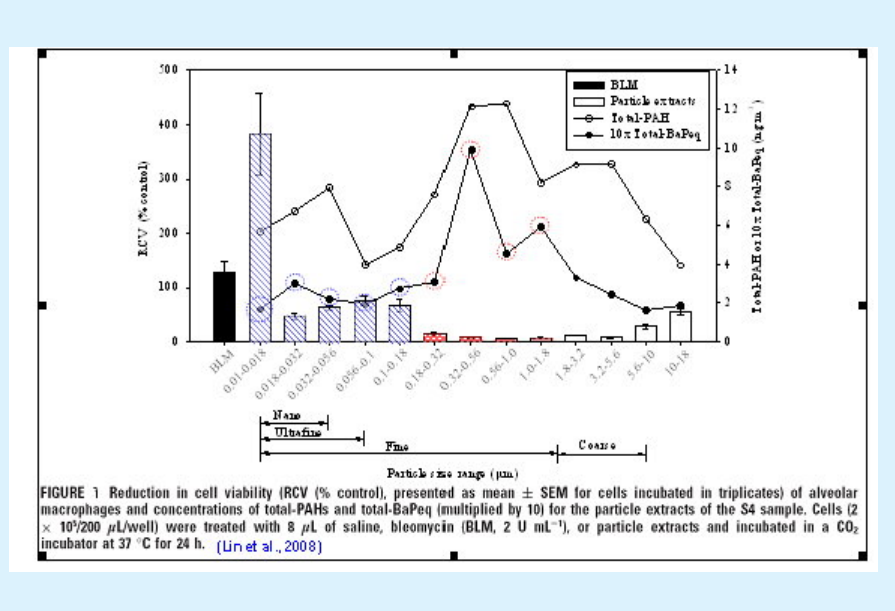 500
400
300
200
100
0
RCV (% control)
14
12
10
8
6
4
2
0
Total-PAH or 10 x Total-BaPeq (ng m
BLM
Particle extracts
Total-PAH
10 x Total-BaPeq
BLM
0.01-0.018
0.018-0.032
0.032-0.056
0.056-0.1
0.1-0.18
0.18-0.32
0.32-0.56
0.56-1.0
1.0-1.8
1.8-3.2
3.2-5.6
5.6-10
10-18
Nano
Ultrafine
Fine
Coarse
Particle size range (μm)
FIGURE 1 Reduction in cell viability (RCV (% control), presented as mean ± SEM for cells incubated in triplicates) of alveolar
macrophages and concentrations of total-PAHs and total-BaPeq (multiplied by 10) for the particle extracts of the S4 sample. Cells (2
× 10⁵/200 μL/well) were treated with 8 μL of saline, bleomycin (BLM, 2 U mL⁻¹), or particle extracts and incubated in a CO₂
incubator at 37 °C for 24 h. (Lin et al., 2008)